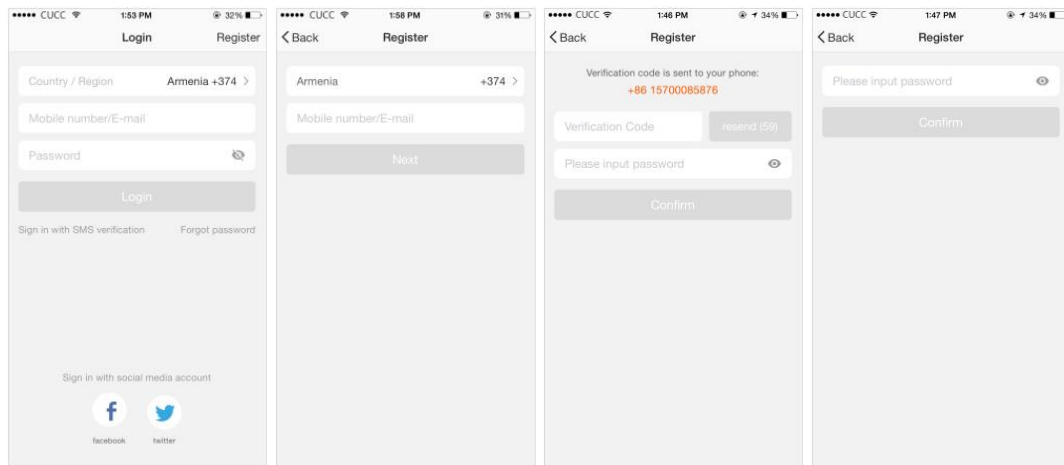 CUCC 1:53 PM 32%
Login Register
Country / Region Armenia +374
Mobile number/E-mail
Password
Login
Sign in with SMS verification Forgot password
Sign in with social media account
facebook twitter
CUCC 1:58 PM 31%
Back Register
Armenia +374
Mobile number/E-mail
Next
CUCC 1:46 PM 34%
Back Register
Verification code is sent to your phone:
+86 15700085876
Verification Code resend (59)
Please input password
Confirm
CUCC 1:47 PM 34%
Back Register
Please input password
Confirm